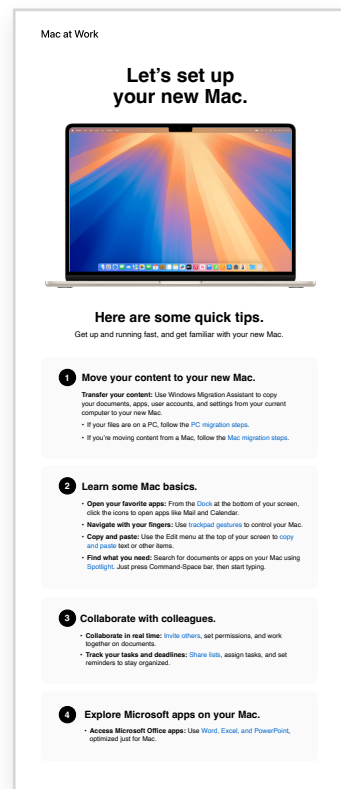 Mac at Work
Let’s set up
your new Mac.
Here are some quick tips.
Get up and running fast, and get familiar with your new Mac.
1 Move your content to your new Mac.
Transfer your content: Use Windows Migration Assistant to copy
your documents, apps, user accounts, and settings from your current
computer to your new Mac.
• If your files are on a PC, follow the PC migration steps.
• If you’re moving content from a Mac, follow the Mac migration steps.
2 Learn some Mac basics.
• Open your favorite apps: From the Dock at the bottom of your screen,
click the icons to open apps like Mail and Calendar.
• Navigate with your fingers: Use trackpad gestures to control your Mac.
• Copy and paste: Use the Edit menu at the top of your screen to copy
and paste text or other items.
• Find what you need: Search for documents or apps on your Mac using
Spotlight. Just press Command-Space bar, then start typing.
3 Collaborate with colleagues.
• Collaborate in real time: Invite others, set permissions, and work
together on documents.
• Track your tasks and deadlines: Share lists, assign tasks, and set
reminders to stay organized.
4 Explore Microsoft apps on your Mac.
• Access Microsoft Office apps: Use Word, Excel, and PowerPoint,
optimized just for Mac.